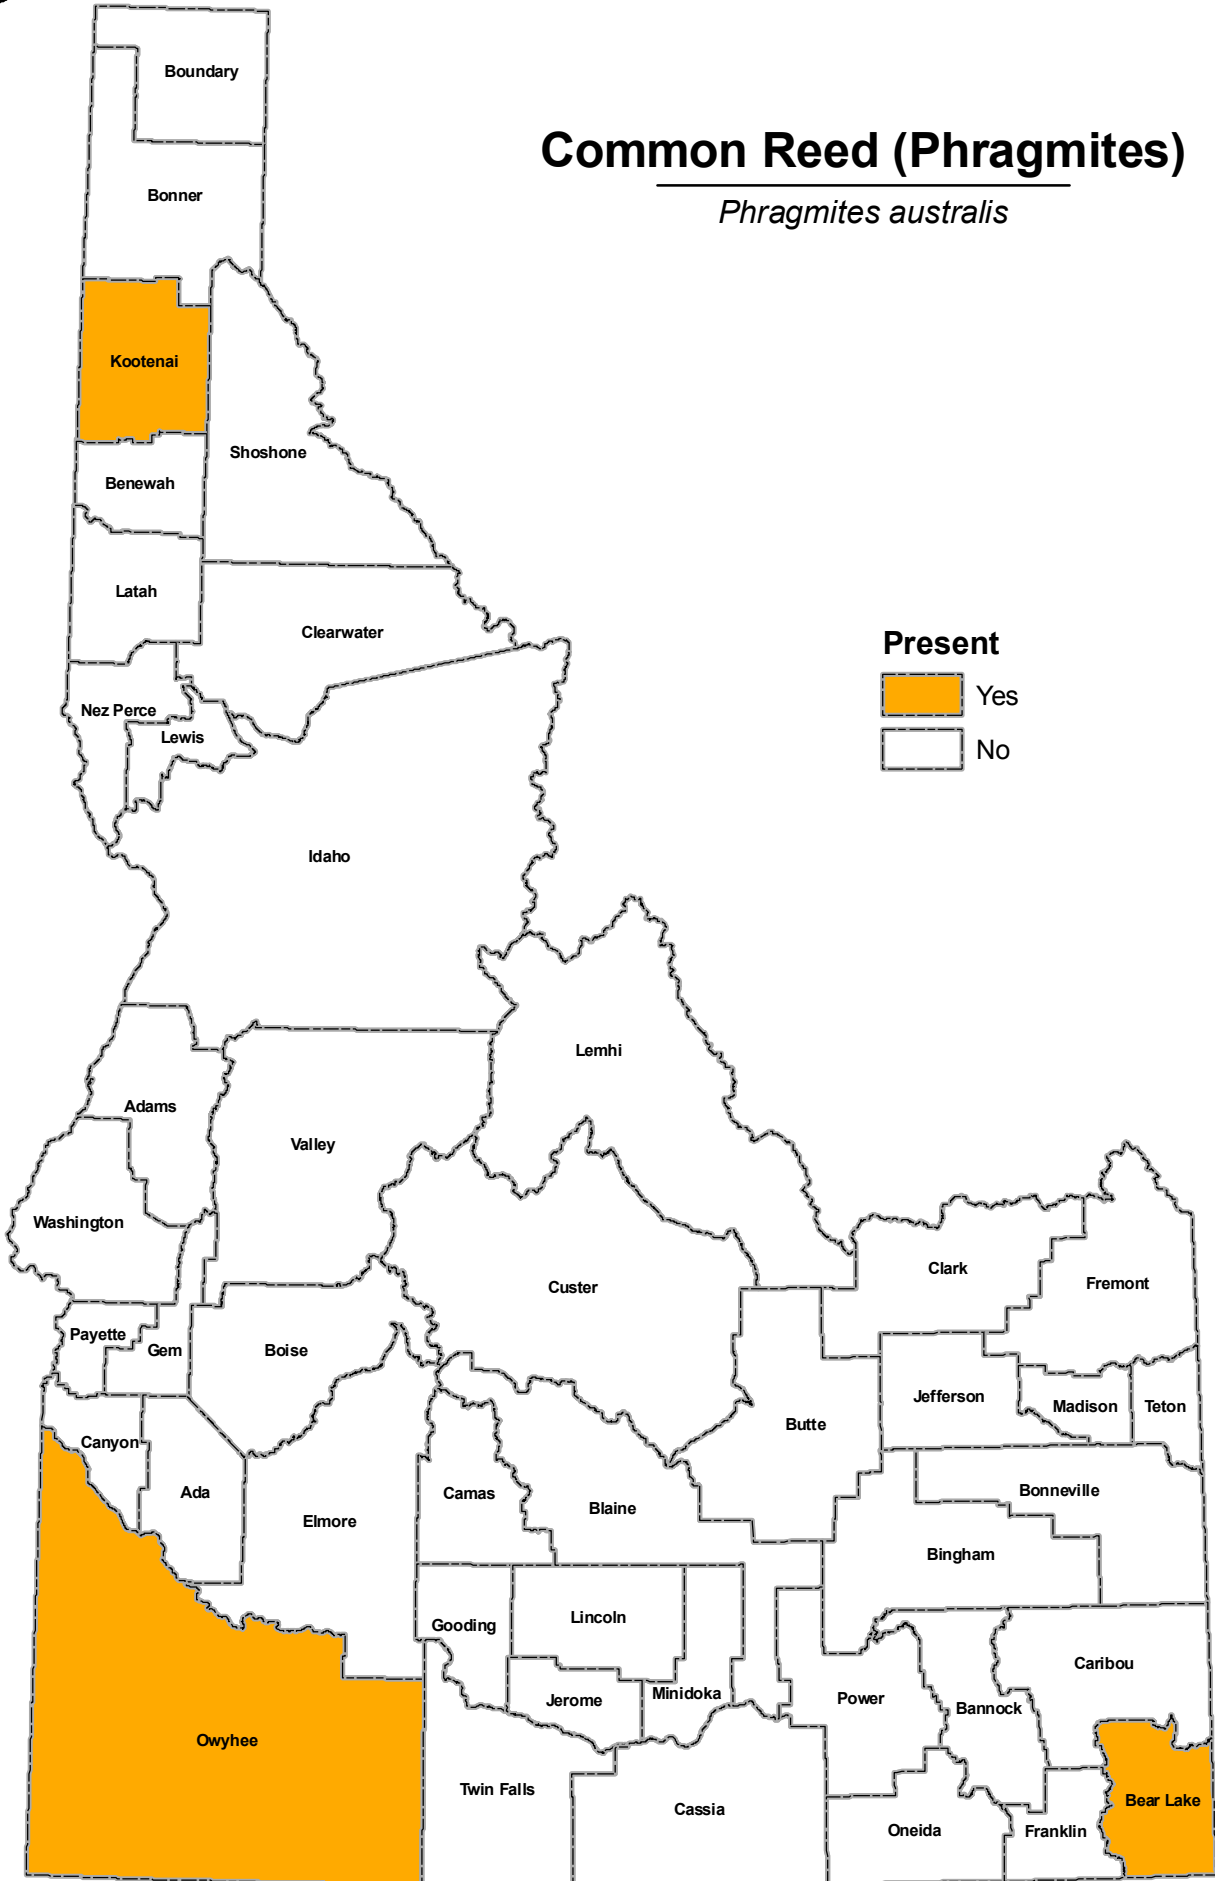 Boundary
Common Reed (Phragmites)
Phragmites australis
Bonner
Kootenai
Shoshone
Benewah
Latah
Clearwater
Present
Yes
No
Nez Perce
Lewis
Idaho
Lemhi
Adams
Valley
Washington
Clark
Fremont
Custer
Payette
Gem
Boise
Jefferson
Madison
Teton
Butte
Canyon
Ada
Camas
Bonneville
Blaine
Elmore
Bingham
Lincoln
Gooding
Caribou
Minidoka
Jerome
Power
Bannock
Owyhee
Twin Falls
Bear Lake
Cassia
Oneida
Franklin